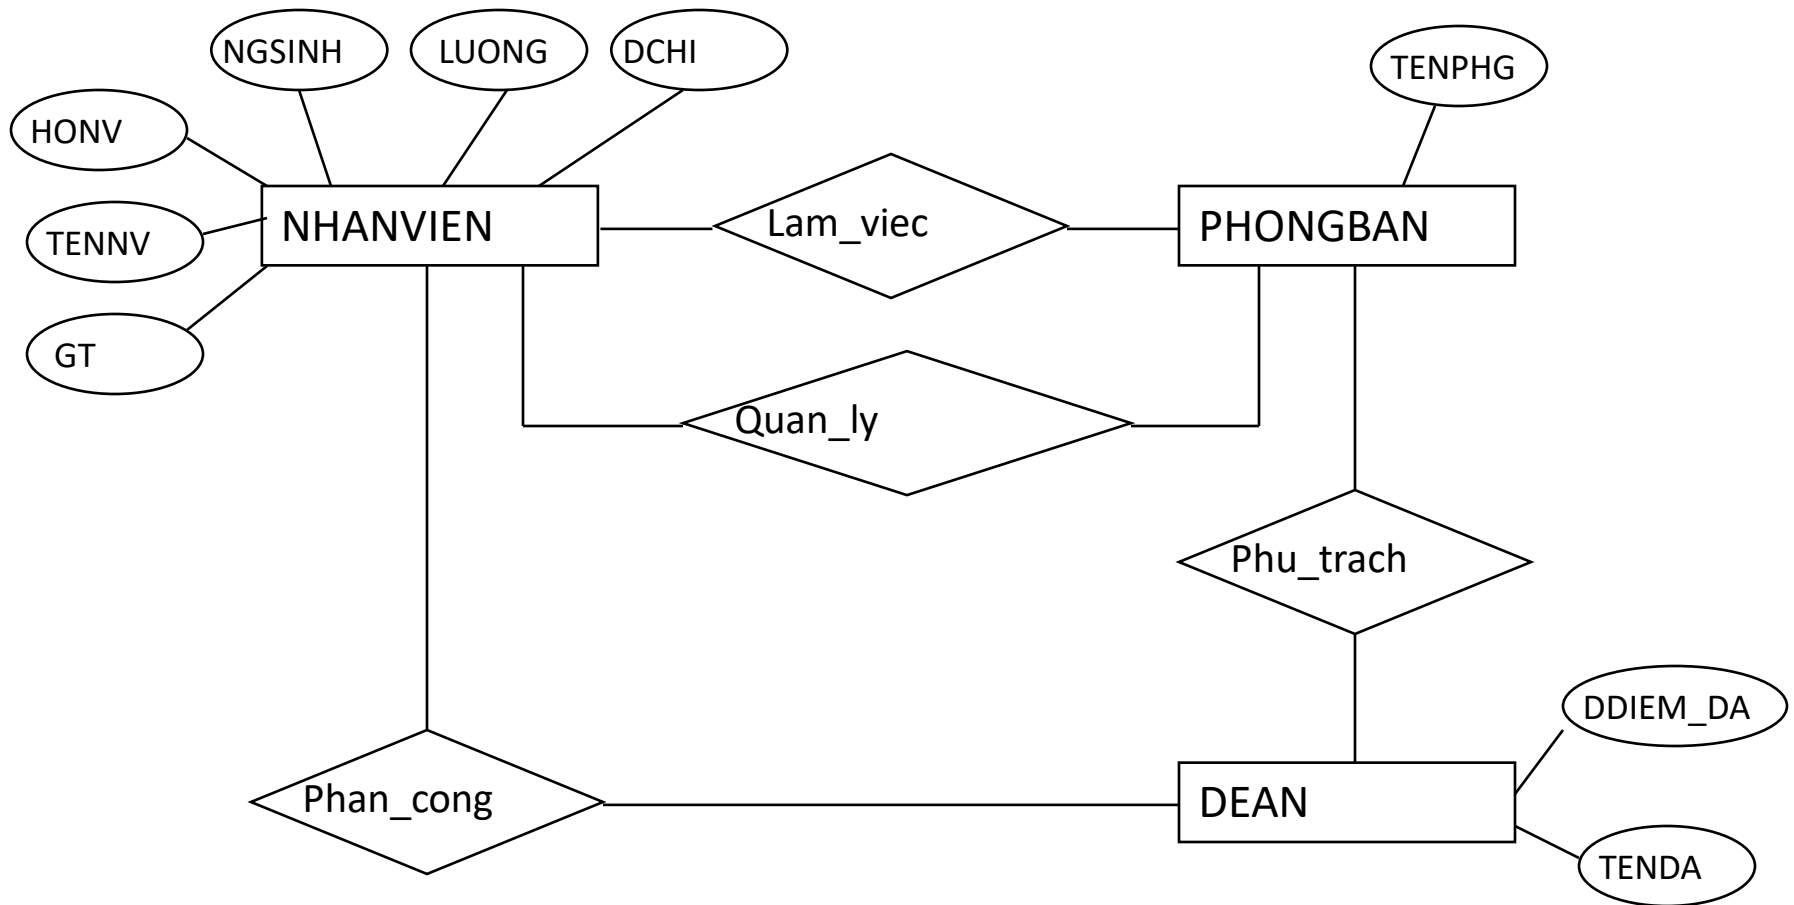 NGSINH
LUONG
DCHI
TENPHG
HONV
NHANVIEN
Lam_viec
PHONGBAN
TENNV
GT
Quan_ly
Phu_trach
DDIEM_DA
Phan_cong
DEAN
TENDA